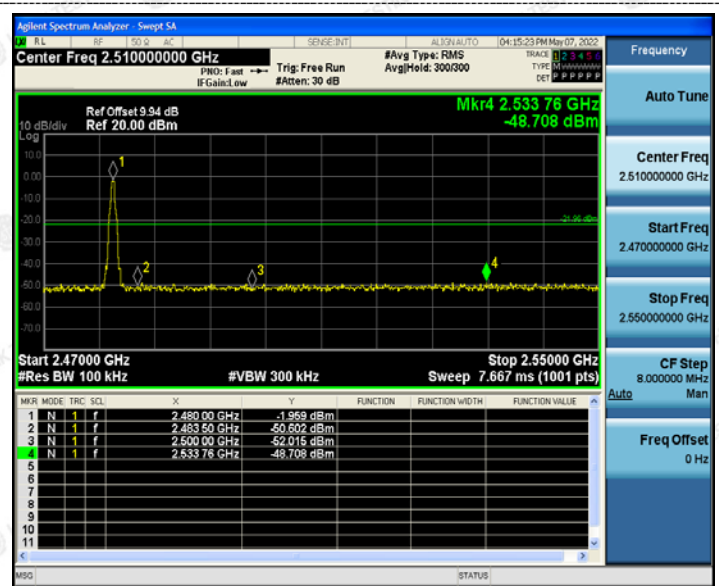 Agilent Spectrum Analyzer - Swept SA
RL RF 50 Ω AC SENSE:INT ALIGNAUTO 04:15:23 PM May 07, 2022
Center Freq 2.510000000 GHz
PNO: Fast
IFGain:Low
Trig: Free Run
#Atten: 30 dB
#Avg Type: RMS
Avg|Hold: 300/300
TRACE 1 2 3 4 5 6
TYPE M
DET P P P P P P
Ref Offset 9.94 dB
10 dB/div Ref 20.00 dBm
Log
Mkr4 2.533 76 GHz
-48.708 dBm
10.0
0.00
-10.0
-20.0
-30.0
-40.0
-50.0
-60.0
-70.0
-21.96 dBm
1
2
3
4
Start 2.47000 GHz Stop 2.55000 GHz
#Res BW 100 kHz #VBW 300 kHz Sweep 7.667 ms (1001 pts)
MKR MODE TRC SCL X Y FUNCTION FUNCTION WIDTH FUNCTION VALUE
1 N 1 f 2.480 00 GHz -1.959 dBm
2 N 1 f 2.483 50 GHz -50.602 dBm
3 N 1 f 2.500 00 GHz -52.015 dBm
4 N 1 f 2.533 76 GHz -48.708 dBm
5
6
7
8
9
10
11
MSG STATUS
Frequency
Auto Tune
Center Freq
2.510000000 GHz
Start Freq
2.470000000 GHz
Stop Freq
2.550000000 GHz
CF Step
8.000000 MHz
Auto Man
Freq Offset
0 Hz